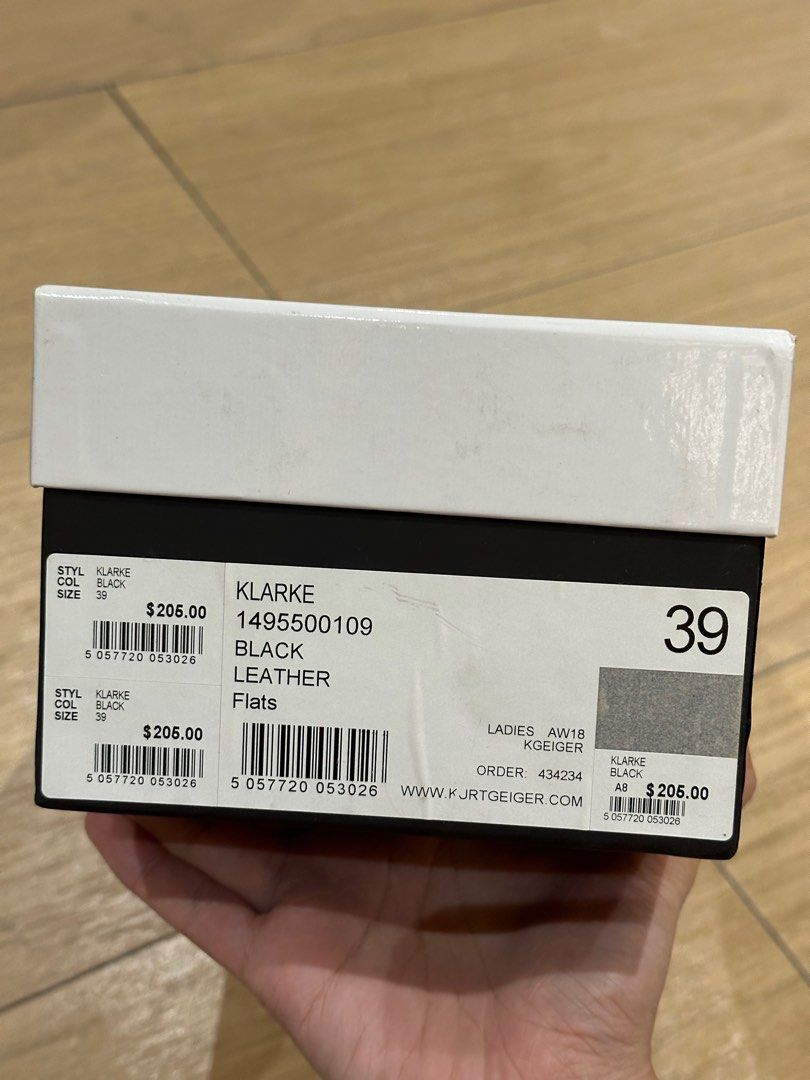 STYL KLARKE
COL BLACK
SIZE 39
$205.00
5 057720 053026
STYL KLARKE
COL BLACK
SIZE 39
$205.00
5 057720 053026
KLARKE
1495500109
BLACK
LEATHER
Flats
5 057720 053026
LADIES AW18
KGEIGER
ORDER: 434234
WWW.KJRTGEIGER.COM
39
KLARKE
BLACK
A8 $205.00
5 057720 053026